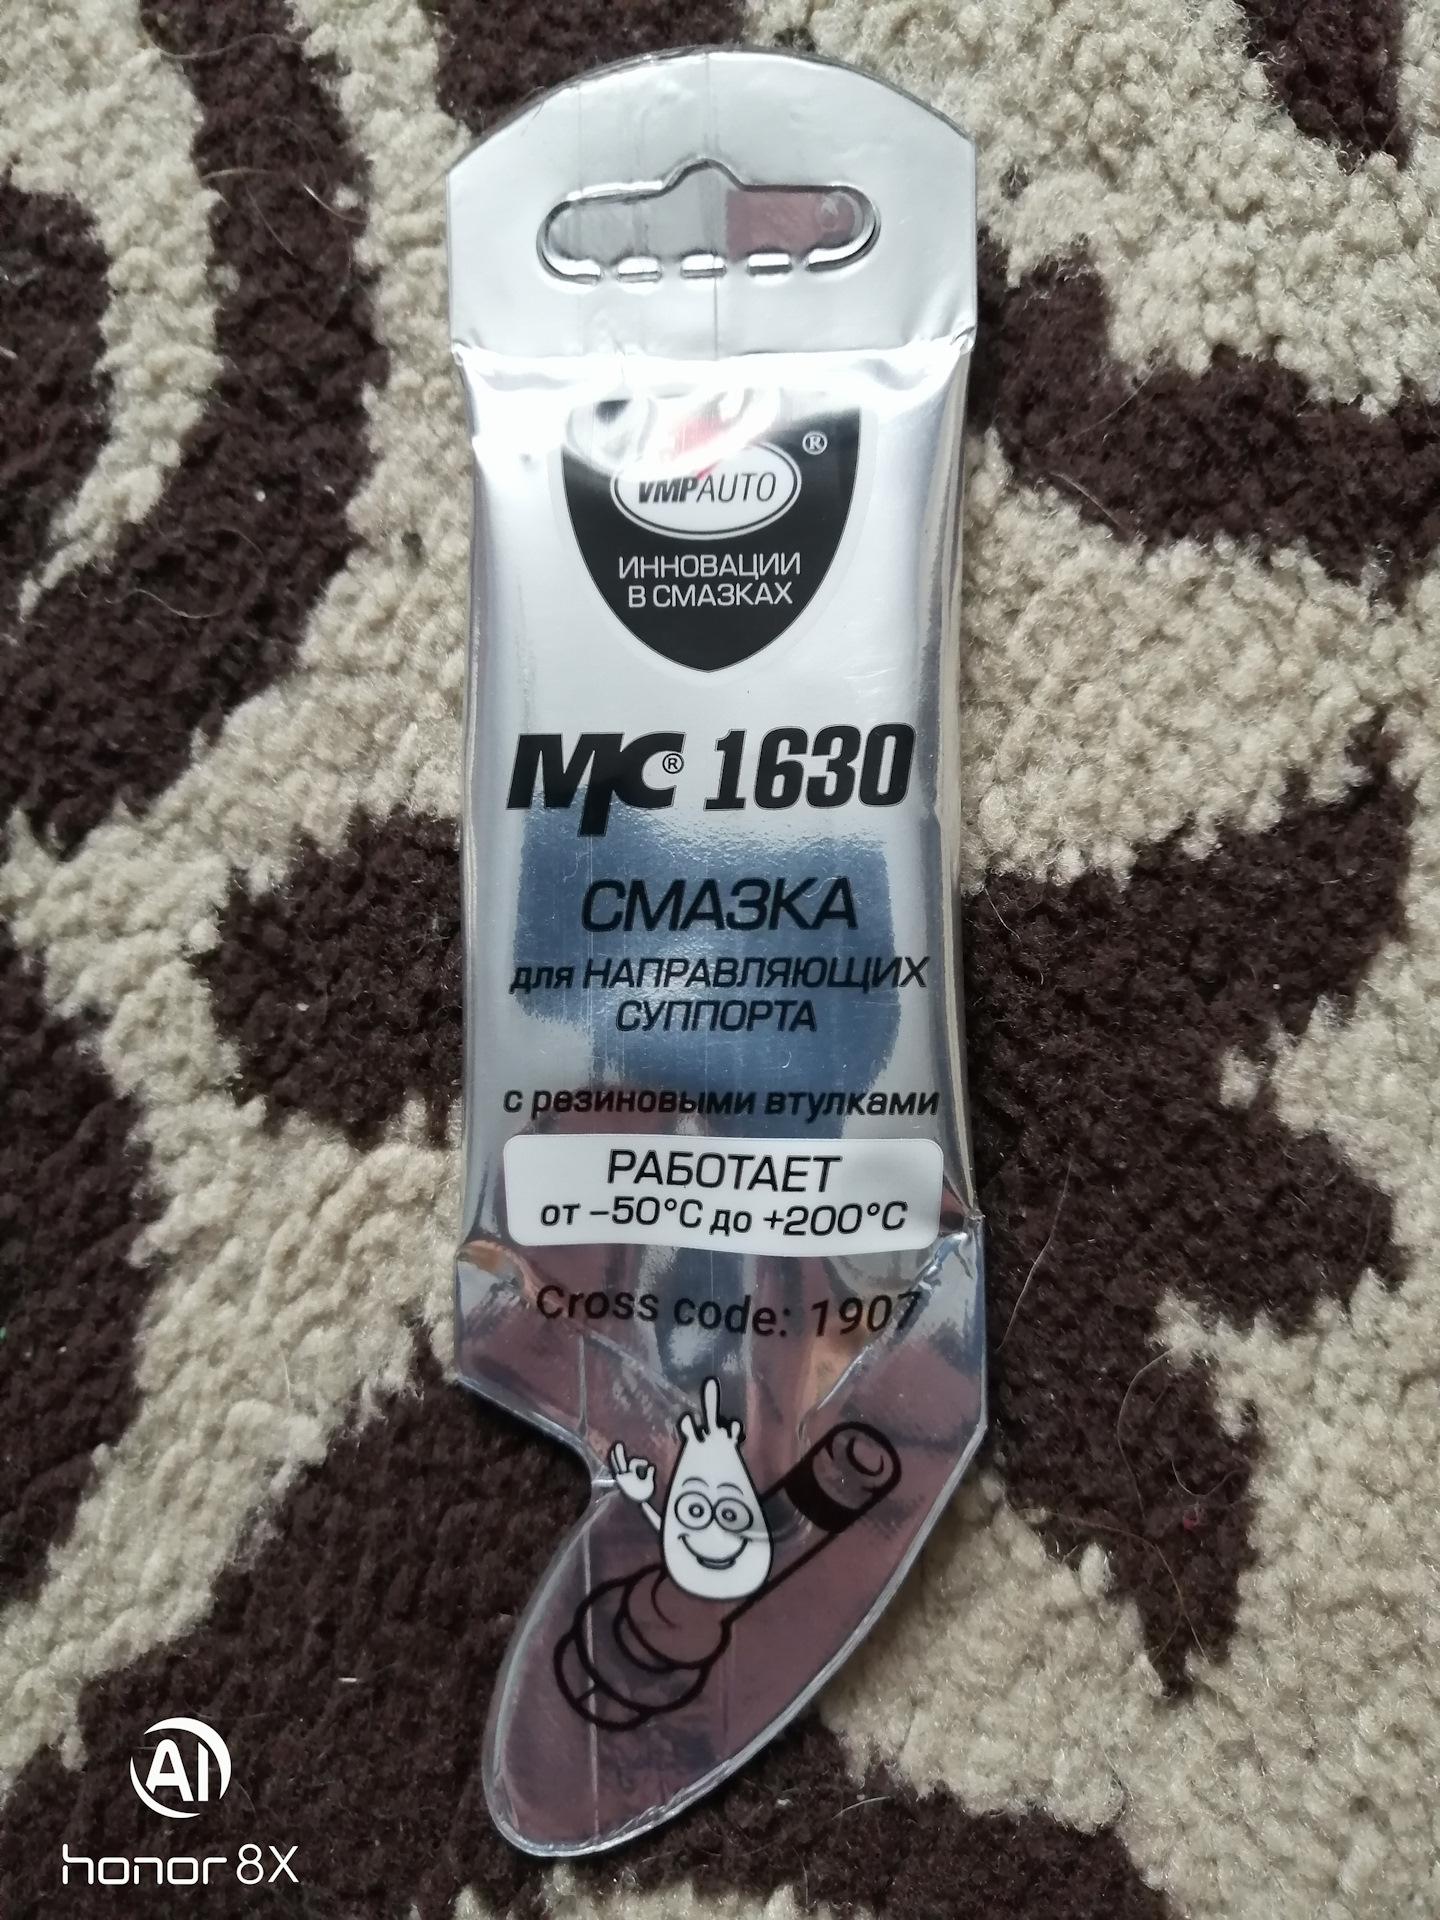 VMPAUTO ®
ИННОВАЦИИ
В СМАЗКАХ
МС® 1630
СМАЗКА
для НАПРАВЛЯЮЩИХ
СУППОРТА
с резиновыми втулками
РАБОТАЕТ
от –50°C до +200°C
Cross code: 1907
AI
honor 8X